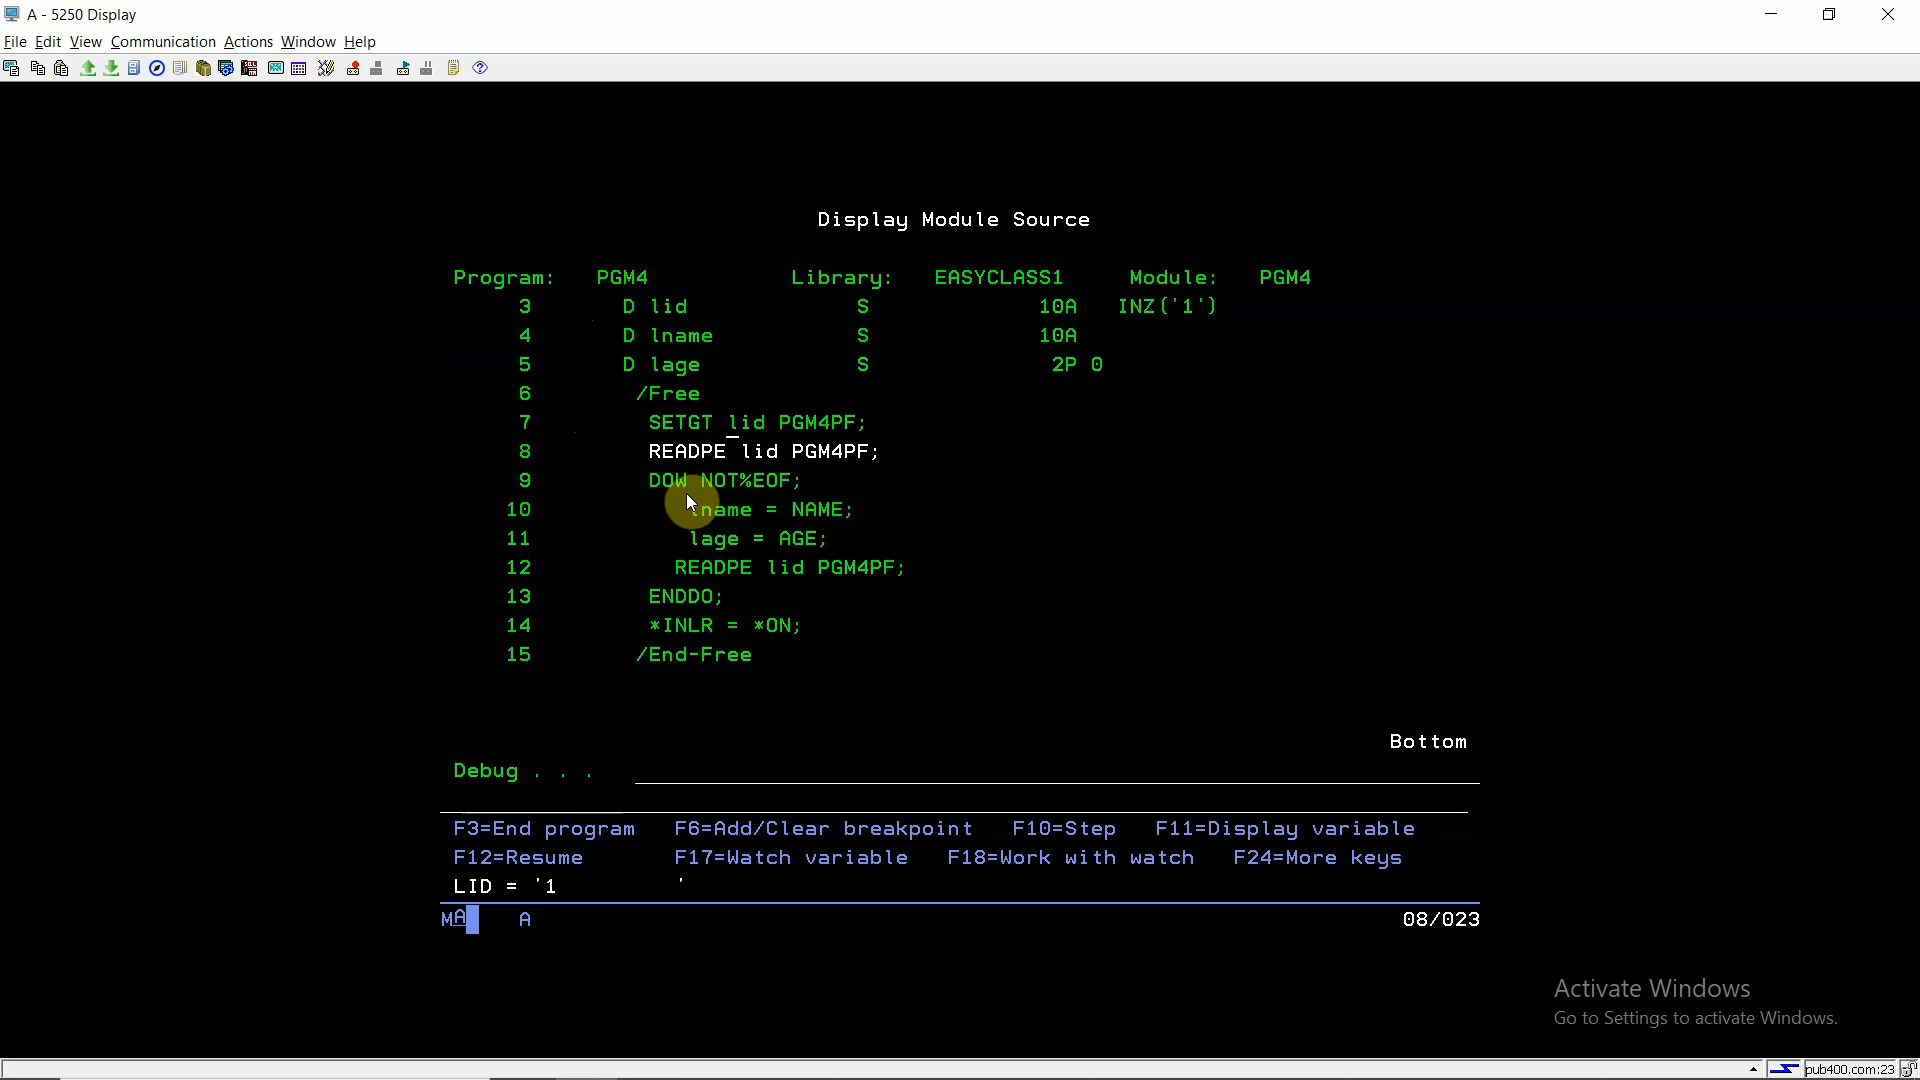 A - 5250 Display
File Edit View Communication Actions Window Help
Display Module Source
Program: PGM4 Library: EASYCLASS1 Module: PGM4
3 D lid S 10A INZ('1')
4 D lname S 10A
5 D lage S 2P 0
6 /Free
7 SETGT lid PGM4PF;
8 READPE lid PGM4PF;
9 DOW NOT%EOF;
10 lname = NAME;
11 lage = AGE;
12 READPE lid PGM4PF;
13 ENDDO;
14 *INLR = *ON;
15 /End-Free
Bottom
Debug . . .
F3=End program F6=Add/Clear breakpoint F10=Step F11=Display variable
F12=Resume F17=Watch variable F18=Work with watch F24=More keys
LID = '1 '
MA A 08/023
Activate Windows
Go to Settings to activate Windows.
pub400.com:23